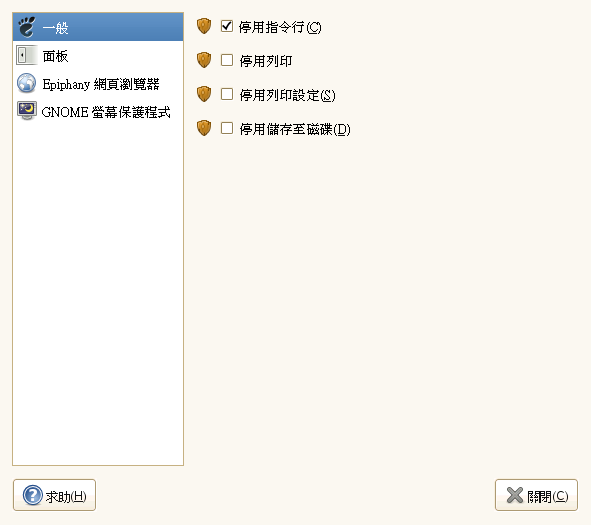 一般
面板
Epiphany 網頁瀏覽器
GNOME 螢幕保護程式
停用指令行(C)
停用列印
停用列印設定(S)
停用儲存至磁碟(D)
求助(H)
關閉(C)